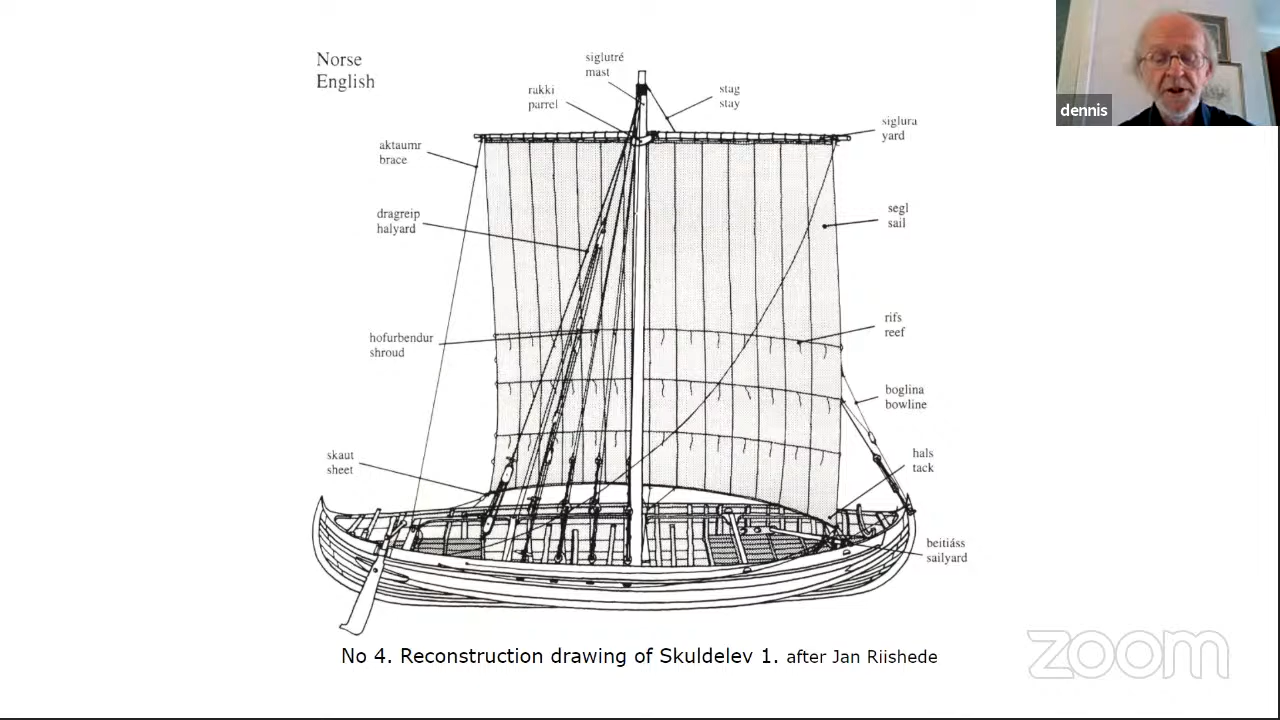 Norse
English
siglutré
mast
rakki
parrel
stag
stay
siglura
yard
aktaumr
brace
dragreip
halyard
segl
sail
rifs
reef
hofurbendur
shroud
boglina
bowline
skaut
sheet
hals
tack
beitiáss
sailyard
No 4. Reconstruction drawing of Skuldelev 1. after Jan Riishede
dennis
zoom